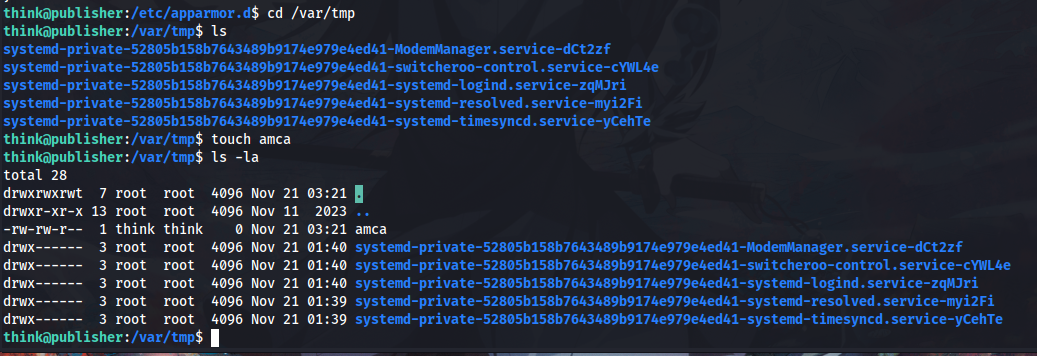 think@publisher:/etc/apparmor.d$ cd /var/tmp
think@publisher:/var/tmp$ ls
systemd-private-52805b158b7643489b9174e979e4ed41-ModemManager.service-dCt2zf
systemd-private-52805b158b7643489b9174e979e4ed41-switcheroo-control.service-cYWL4e
systemd-private-52805b158b7643489b9174e979e4ed41-systemd-logind.service-zqMJri
systemd-private-52805b158b7643489b9174e979e4ed41-systemd-resolved.service-myi2Fi
systemd-private-52805b158b7643489b9174e979e4ed41-systemd-timesyncd.service-yCehTe
think@publisher:/var/tmp$ touch amca
think@publisher:/var/tmp$ ls -la
total 28
drwxrwxrwt  7 root  root  4096 Nov 21 03:21 .
drwxr-xr-x 13 root  root  4096 Nov 11  2023 ..
-rw-rw-r--  1 think think    0 Nov 21 03:21 amca
drwx------  3 root  root  4096 Nov 21 01:40 systemd-private-52805b158b7643489b9174e979e4ed41-ModemManager.service-dCt2zf
drwx------  3 root  root  4096 Nov 21 01:40 systemd-private-52805b158b7643489b9174e979e4ed41-switcheroo-control.service-cYWL4e
drwx------  3 root  root  4096 Nov 21 01:40 systemd-private-52805b158b7643489b9174e979e4ed41-systemd-logind.service-zqMJri
drwx------  3 root  root  4096 Nov 21 01:39 systemd-private-52805b158b7643489b9174e979e4ed41-systemd-resolved.service-myi2Fi
drwx------  3 root  root  4096 Nov 21 01:39 systemd-private-52805b158b7643489b9174e979e4ed41-systemd-timesyncd.service-yCehTe
think@publisher:/var/tmp$